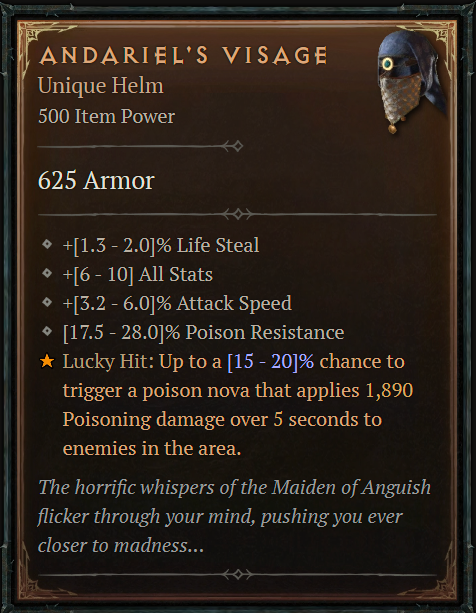 ANDARIEL'S VISAGE
Unique Helm
500 Item Power
625 Armor
+[1.3 - 2.0]% Life Steal
+[6 - 10] All Stats
+[3.2 - 6.0]% Attack Speed
[17.5 - 28.0]% Poison Resistance
Lucky Hit: Up to a [15 - 20]% chance to
trigger a poison nova that applies 1,890
Poisoning damage over 5 seconds to
enemies in the area.
The horrific whispers of the Maiden of Anguish
flicker through your mind, pushing you ever
closer to madness...